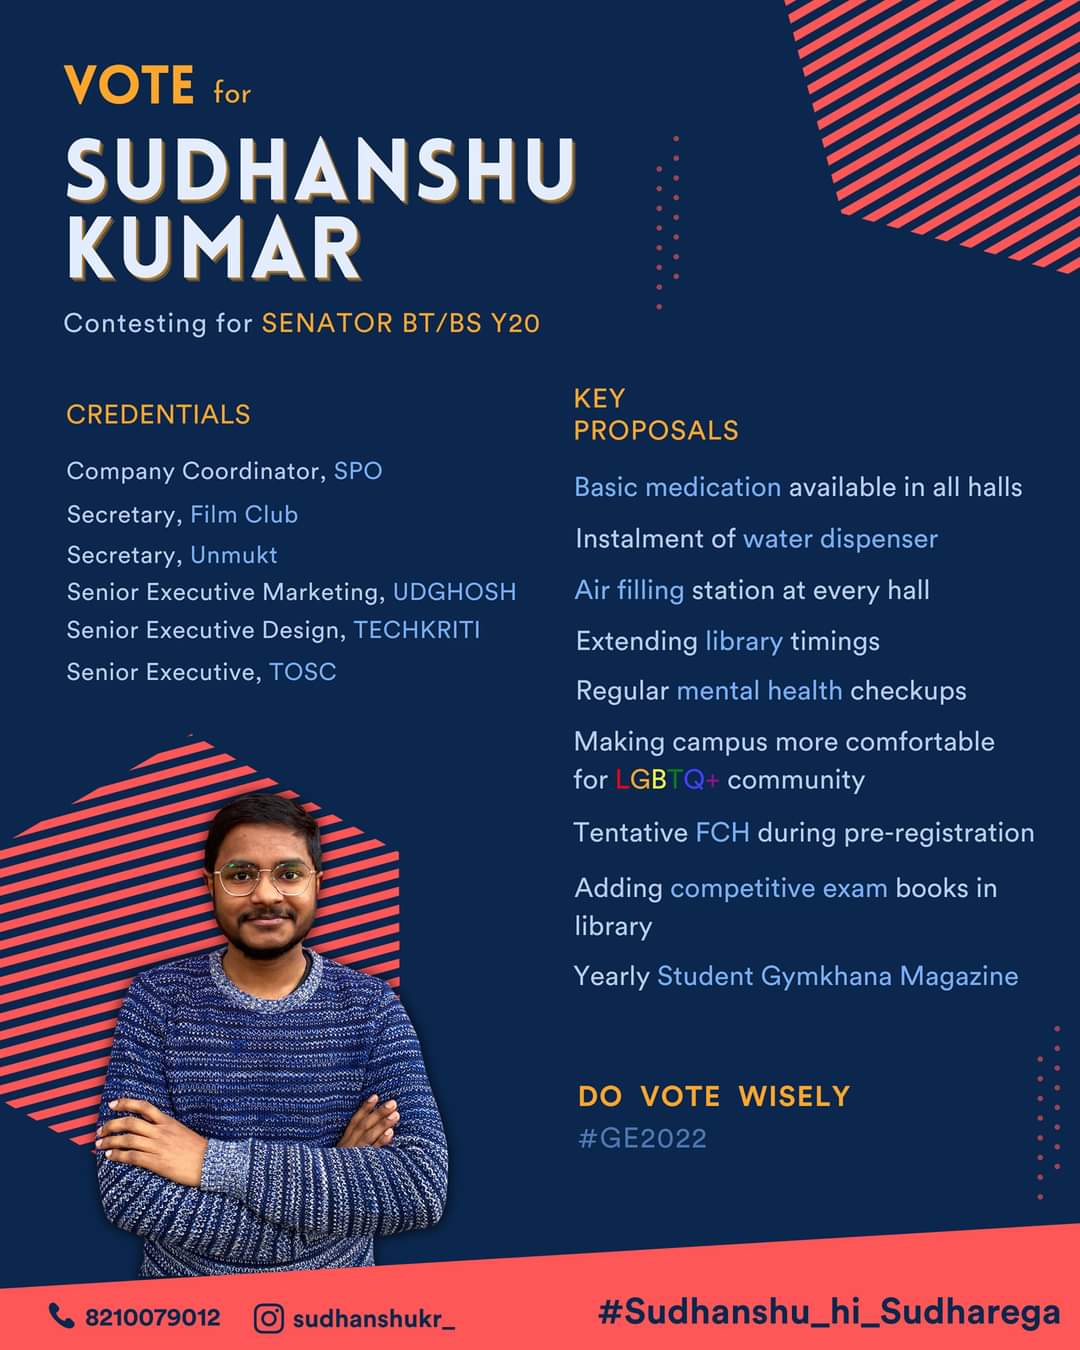 VOTE for
SUDHANSHU
KUMAR
Contesting for SENATOR BT/BS Y20
CREDENTIALS
Company Coordinator, SPO
Secretary, Film Club
Secretary, Unmukt
Senior Executive Marketing, UDGHOSH
Senior Executive Design, TECHKRITI
Senior Executive, TOSC
KEY
PROPOSALS
Basic medication available in all halls
Instalment of water dispenser
Air filling station at every hall
Extending library timings
Regular mental health checkups
Making campus more comfortable
for LGBTQ+ community
Tentative FCH during pre-registration
Adding competitive exam books in
library
Yearly Student Gymkhana Magazine
DO VOTE WISELY
#GE2022
8210079012
sudhanshukr_
#Sudhanshu_hi_Sudharega